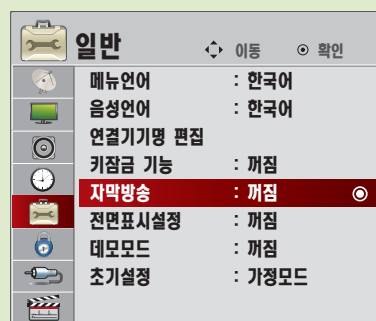 일반 이동 확인
메뉴언어 : 한국어
음성언어 : 한국어
연결기기명 편집
키잠금 기능 : 꺼짐
자막방송 : 꺼짐
전면표시설정 : 꺼짐
데모모드 : 꺼짐
초기설정 : 가정모드